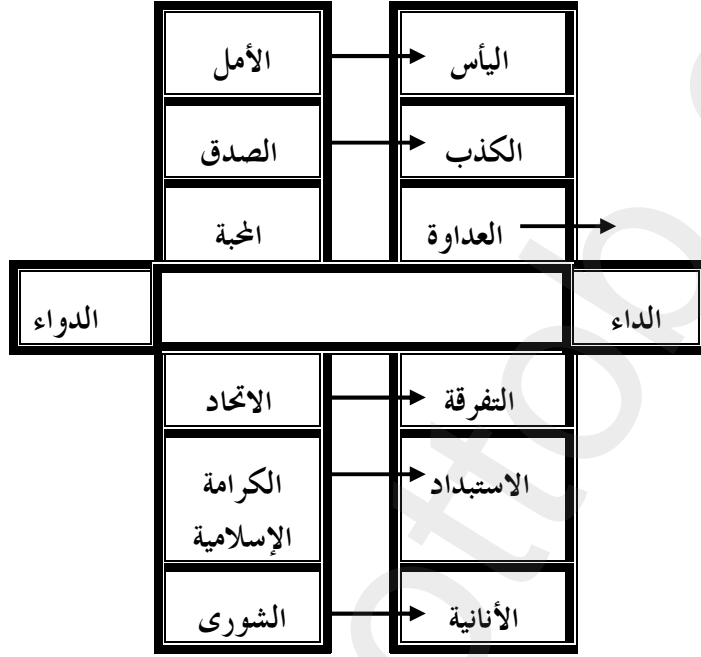 اليأس
الأمل
الكذب
الصدق
العداوة
المحبة
الداء
الدواء
التفرقة
الاتحاد
الاستبداد
الكرامة
الإسلامية
الأنانية
الشورى